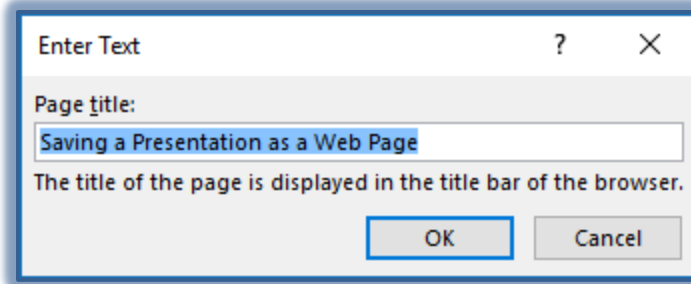 Enter Text ? ×
Page title:
Saving a Presentation as a Web Page
The title of the page is displayed in the title bar of the browser.
OK Cancel